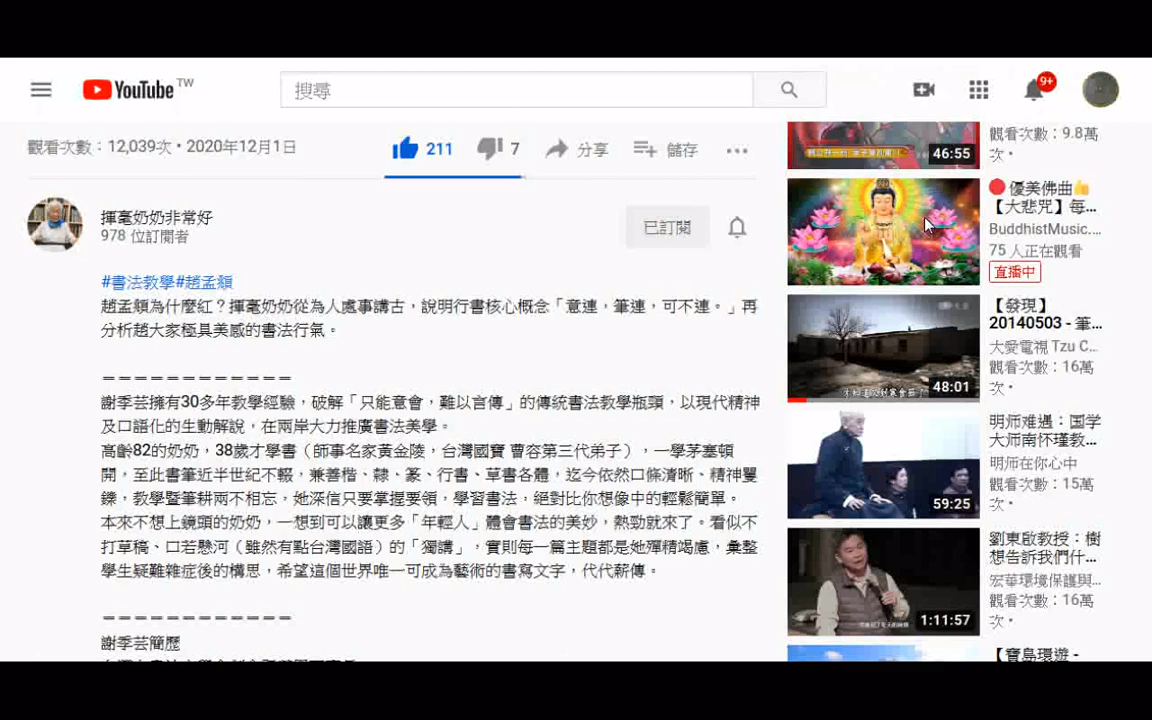 YouTube TW
搜尋
9+
觀看次數：12,039次 • 2020年12月1日
211
7
分享
儲存
揮毫奶奶非常好
978 位訂閱者
已訂閱
#書法教學#趙孟頫
趙孟頫為什麼紅？揮毫奶奶從為人處事講古，說明行書核心概念「意連，筆連，可不連。」再
分析趙大家極具美感的書法行氣。
＝＝＝＝＝＝＝＝＝＝＝＝
謝季芸擁有30多年教學經驗，破解「只能意會，難以言傳」的傳統書法教學瓶頸，以現代精神
及口語化的生動解說，在兩岸大力推廣書法美學。
高齡82的奶奶，38歲才學書（師事名家黃金陵，台灣國寶 曹容第三代弟子），一學茅塞頓
開，至此書筆近半世紀不輟，兼善楷、隸、篆、行書、草書各體，迄今依然口條清晰、精神矍
鑠，教學暨筆耕兩不相忘，她深信只要掌握要領，學習書法，絕對比你想像中的輕鬆簡單。
本來不想上鏡頭的奶奶，一想到可以讓更多「年輕人」體會書法的美妙，熱勁就來了。看似不
打草稿、口若懸河（雖然有點台灣國語）的「獨講」，實則每一篇主題都是她殫精竭慮，彙整
學生疑難雜症後的構思，希望這個世界唯一可成為藝術的書寫文字，代代薪傳。
＝＝＝＝＝＝＝＝＝＝＝＝
謝季芸簡歷
46:55
觀看次數：9.8萬
次 •
優美佛曲
【大悲咒】每...
BuddhistMusic....
75 人正在觀看
直播中
48:01
【發現】
20140503 - 筆...
大愛電視 Tzu C...
觀看次數：16萬
次 •
59:25
明师难遇：国学
大师南怀瑾教...
明师在你心中
觀看次數：15萬
次 •
1:11:57
劉東啟教授：樹
想告訴我們什...
宏華環境保護與...
觀看次數：16萬
次 •
【寶島環遊 -